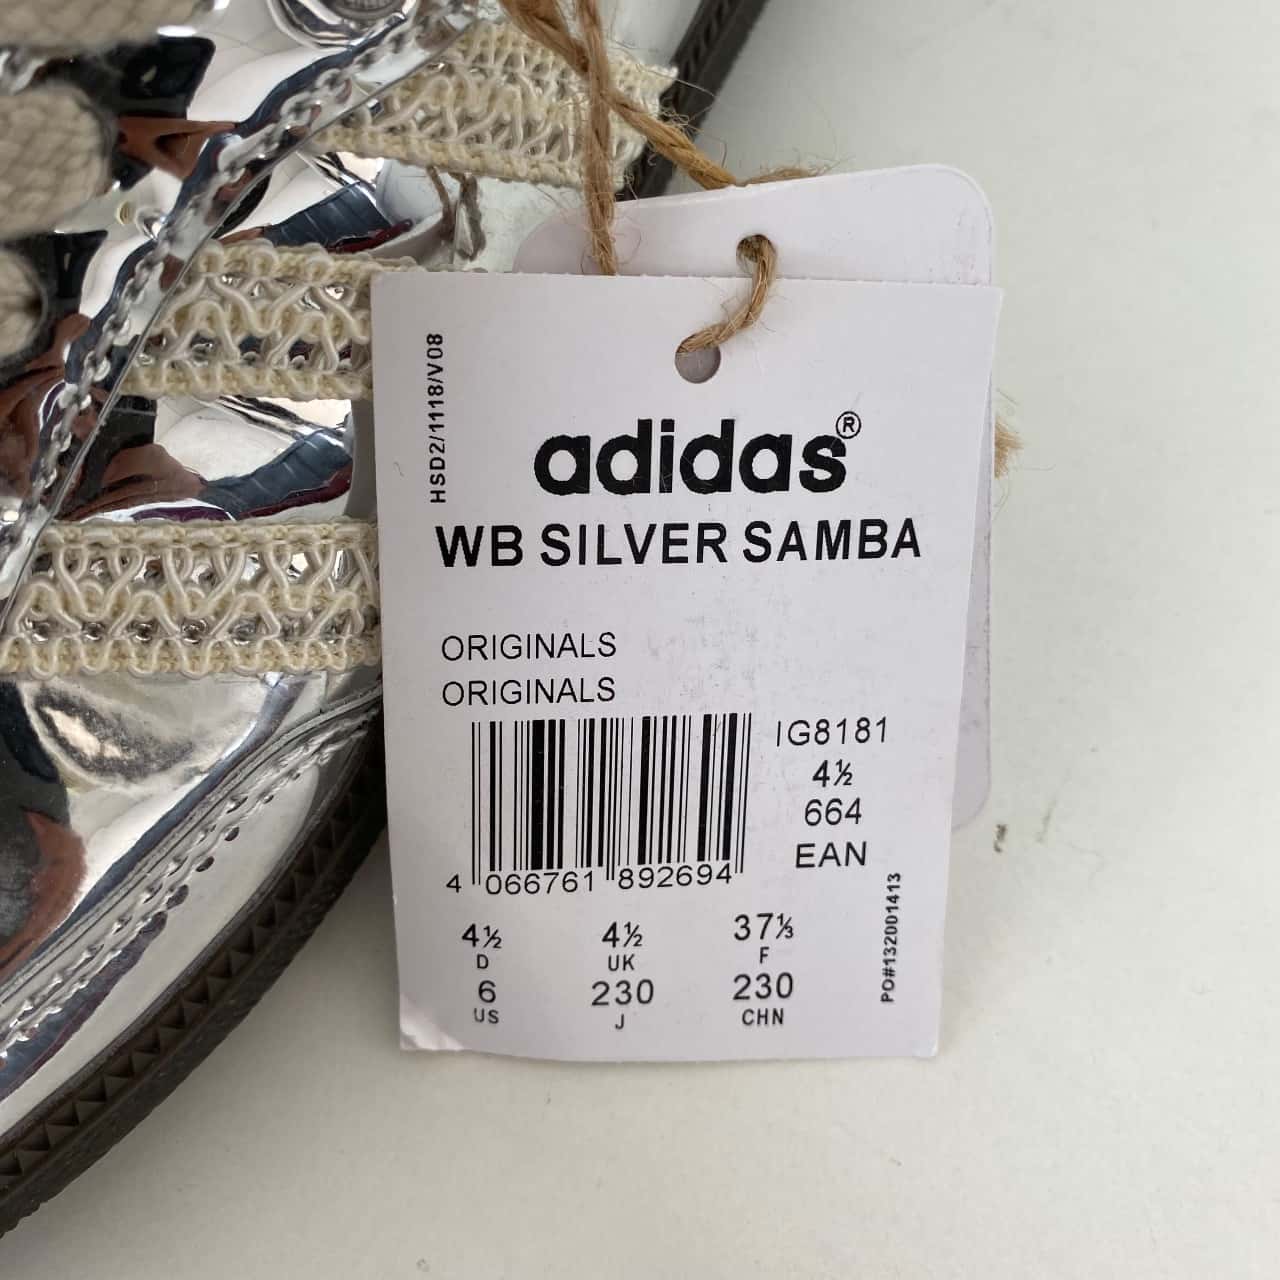 HSD2/1118/V08
adidas®
WB SILVER SAMBA
ORIGINALS
ORIGINALS
IG8181
4½
664
EAN
4 066761 892694
4½ 4½ 37⅓
D UK F
6 230 230
US J CHN
PO#132001413